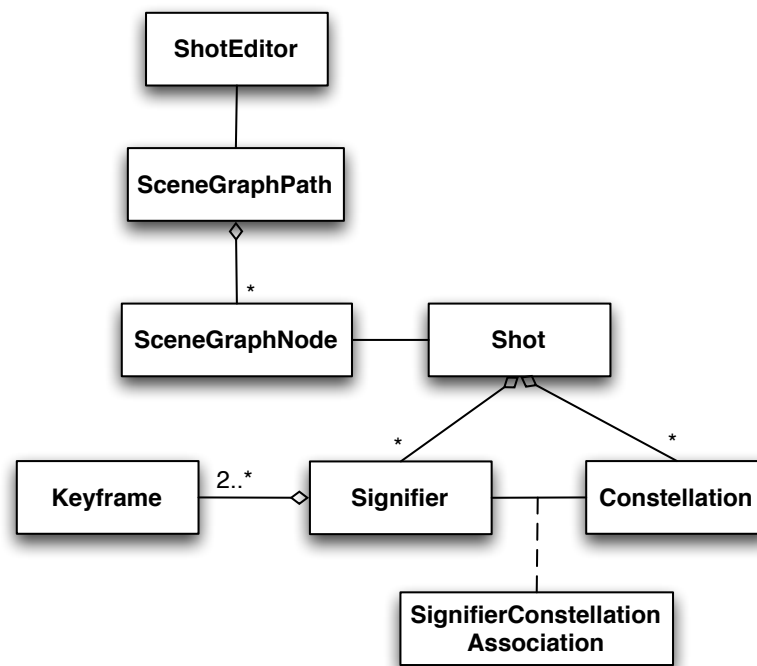 ShotEditor
SceneGraphPath
*
SceneGraphNode
Shot
*
*
Keyframe
2..*
Signifier
Constellation
SignifierConstellation
Association